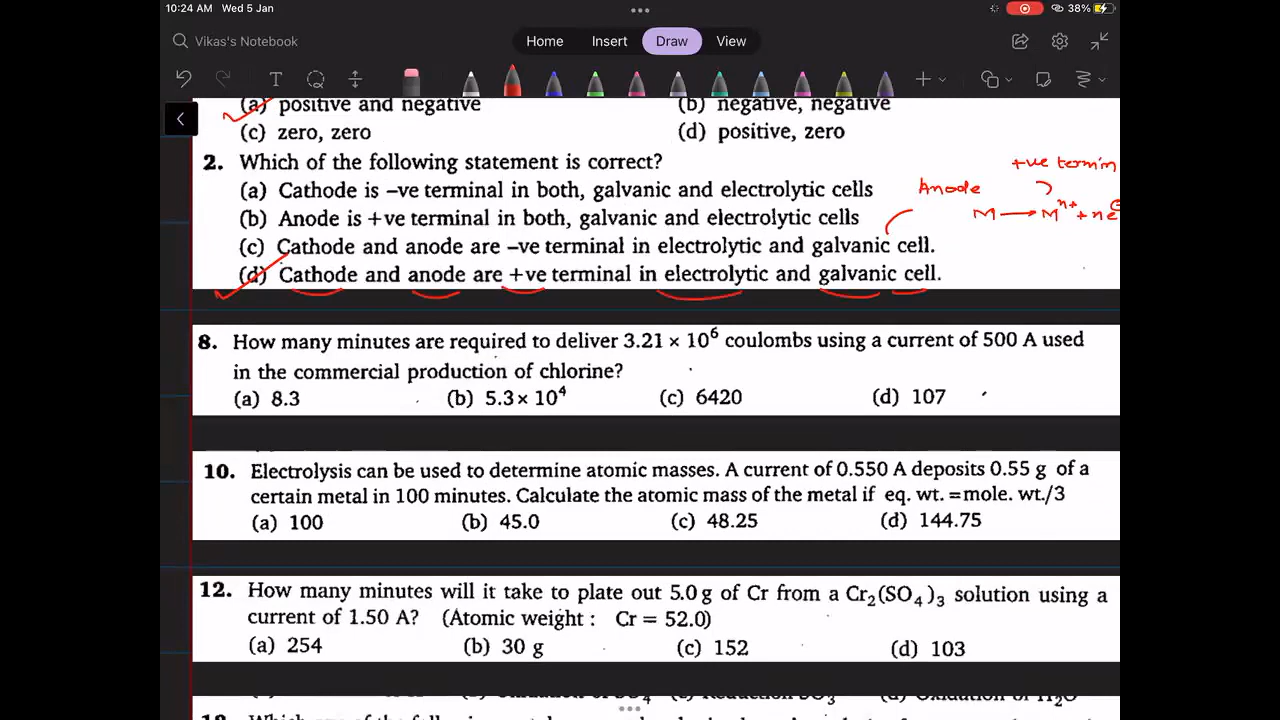 10:24 AM Wed 5 Jan
38%
Vikas's Notebook
Home Insert Draw View
(a) positive and negative (b) negative, negative
(c) zero, zero (d) positive, zero
2. Which of the following statement is correct?
+ve termin
(a) Cathode is –ve terminal in both, galvanic and electrolytic cells
Anode
(b) Anode is +ve terminal in both, galvanic and electrolytic cells
M → Mⁿ⁺ + ne
(c) Cathode and anode are –ve terminal in electrolytic and galvanic cell.
(d) Cathode and anode are +ve terminal in electrolytic and galvanic cell.
8. How many minutes are required to deliver 3.21 × 10⁶ coulombs using a current of 500 A used
in the commercial production of chlorine?
(a) 8.3 (b) 5.3 × 10⁴ (c) 6420 (d) 107
10. Electrolysis can be used to determine atomic masses. A current of 0.550 A deposits 0.55 g of a
certain metal in 100 minutes. Calculate the atomic mass of the metal if eq. wt. = mole. wt./3
(a) 100 (b) 45.0 (c) 48.25 (d) 144.75
12. How many minutes will it take to plate out 5.0 g of Cr from a Cr₂(SO₄)₃ solution using a
current of 1.50 A? (Atomic weight : Cr = 52.0)
(a) 254 (b) 30 g (c) 152 (d) 103